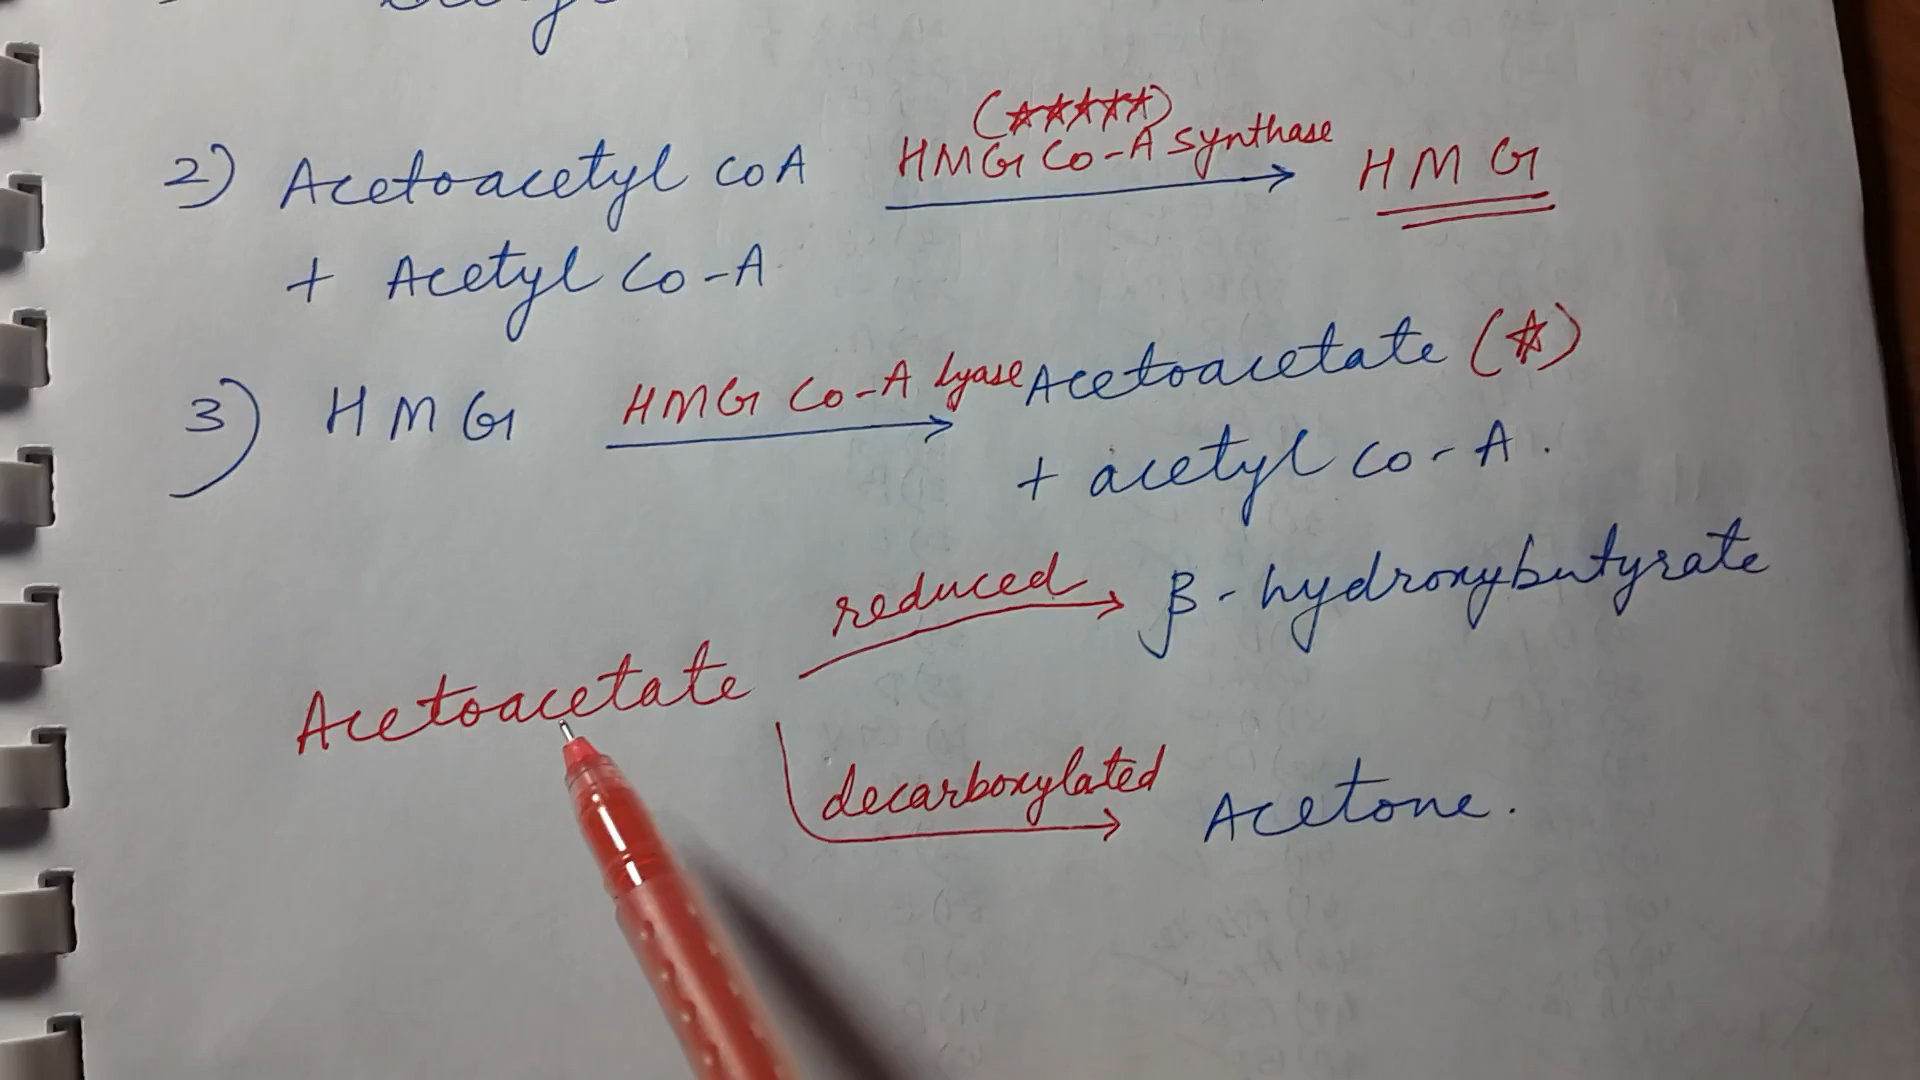 (☆☆☆☆☆)
2) Acetoacetyl CoA HMG Co-A synthase HMG
+ Acetyl Co-A
3) HMG HMG Co-A lyase Acetoacetate (☆)
+ acetyl Co-A.
reduced β-hydroxybutyrate
Acetoacetate
decarboxylated Acetone.